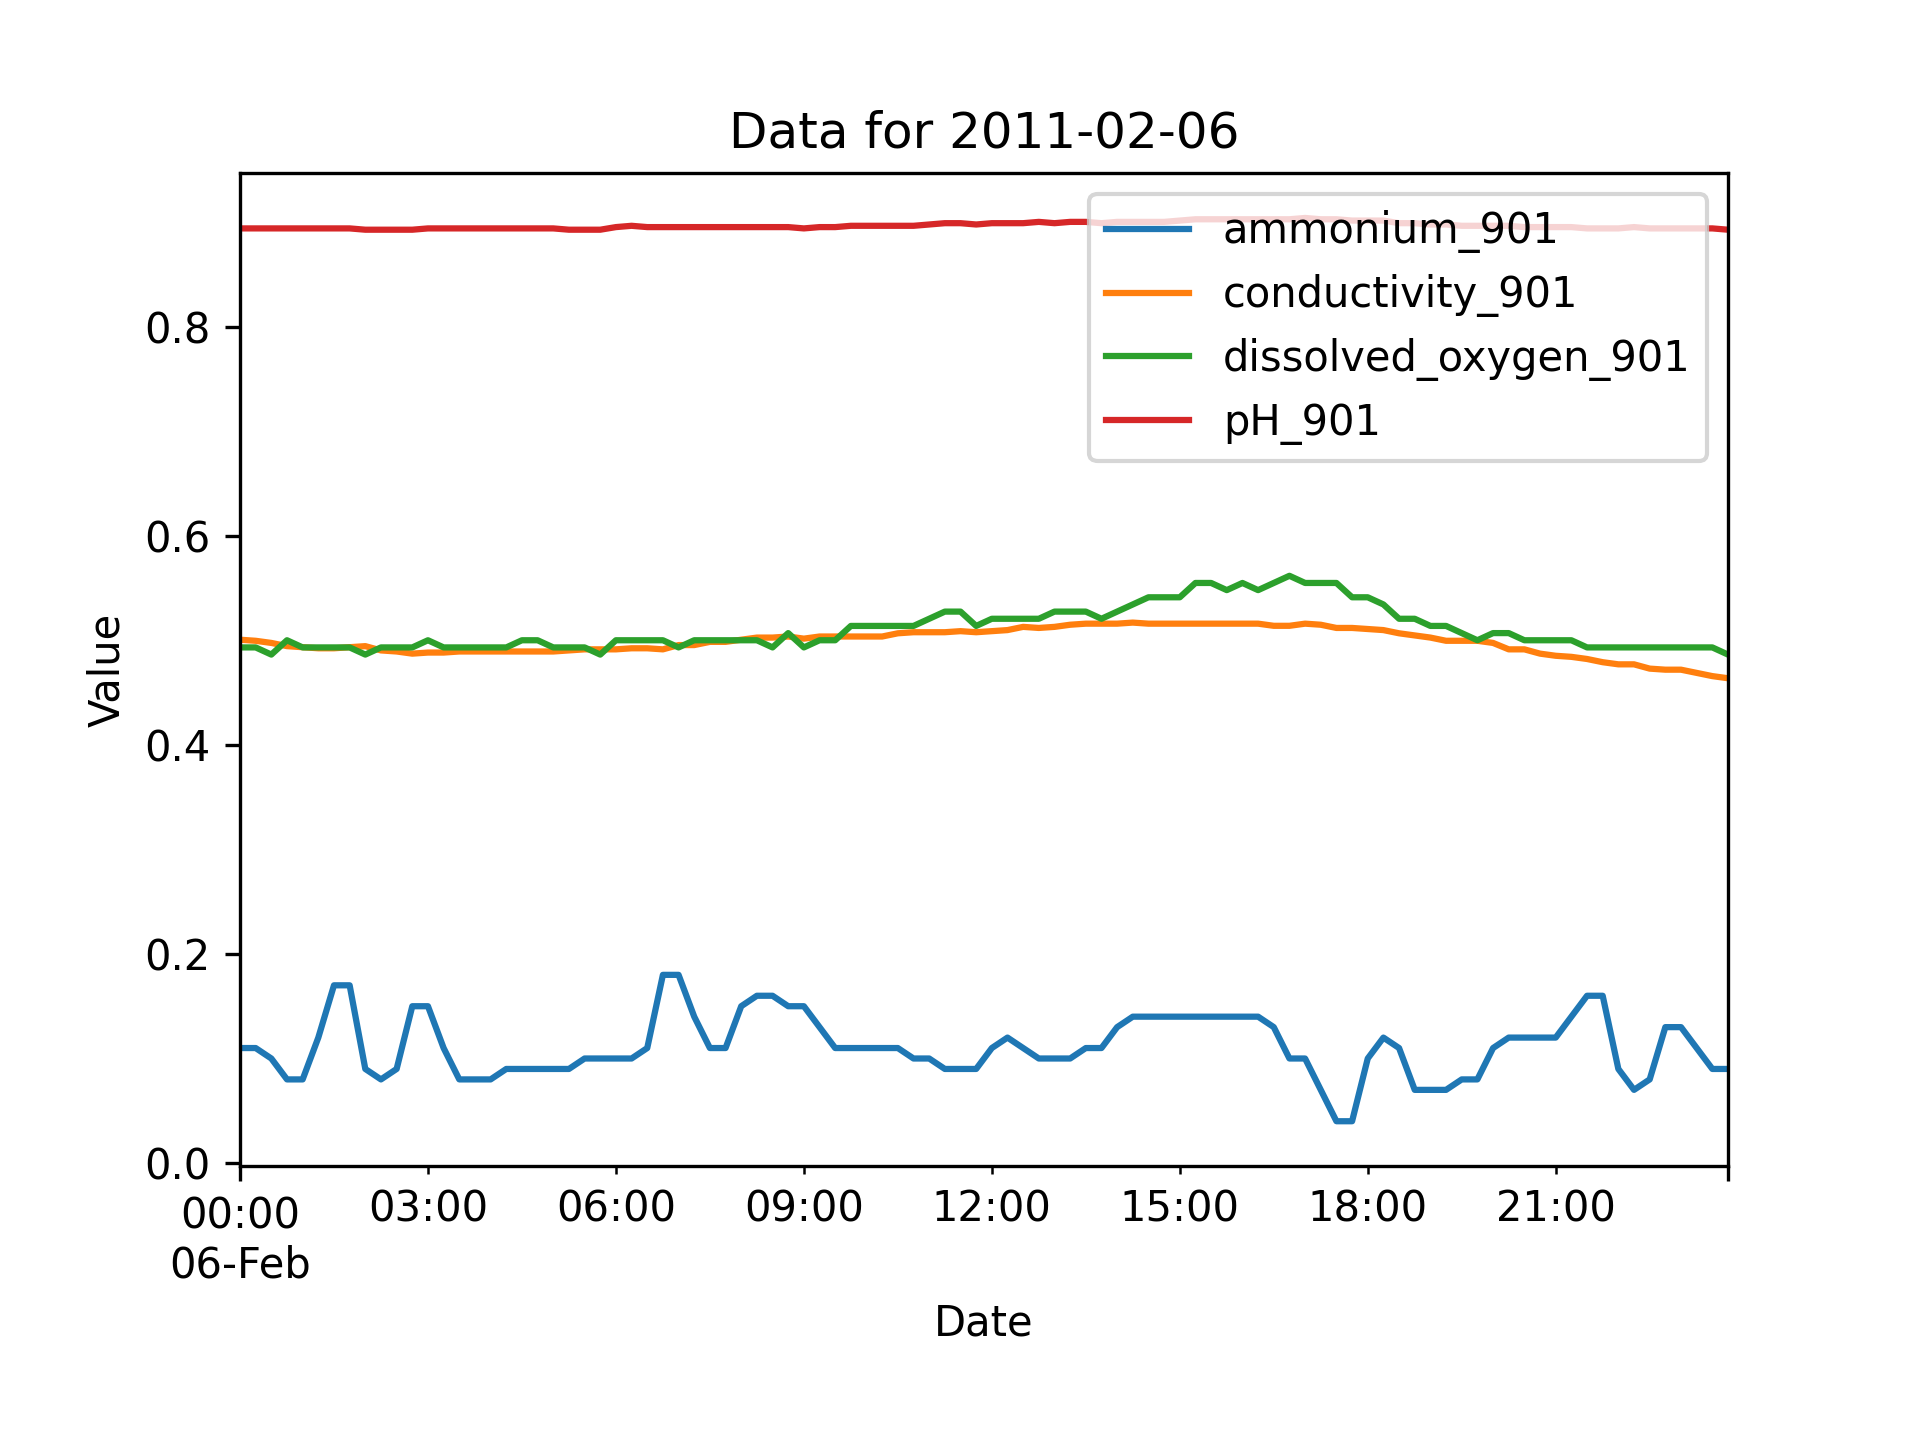 Data for 2011-02-06
ammonium_901
conductivity_901
dissolved_oxygen_901
pH_901
Value
0.8
0.6
0.4
0.2
0.0
00:00 03:00 06:00 09:00 12:00 15:00 18:00 21:00
06-Feb
Date